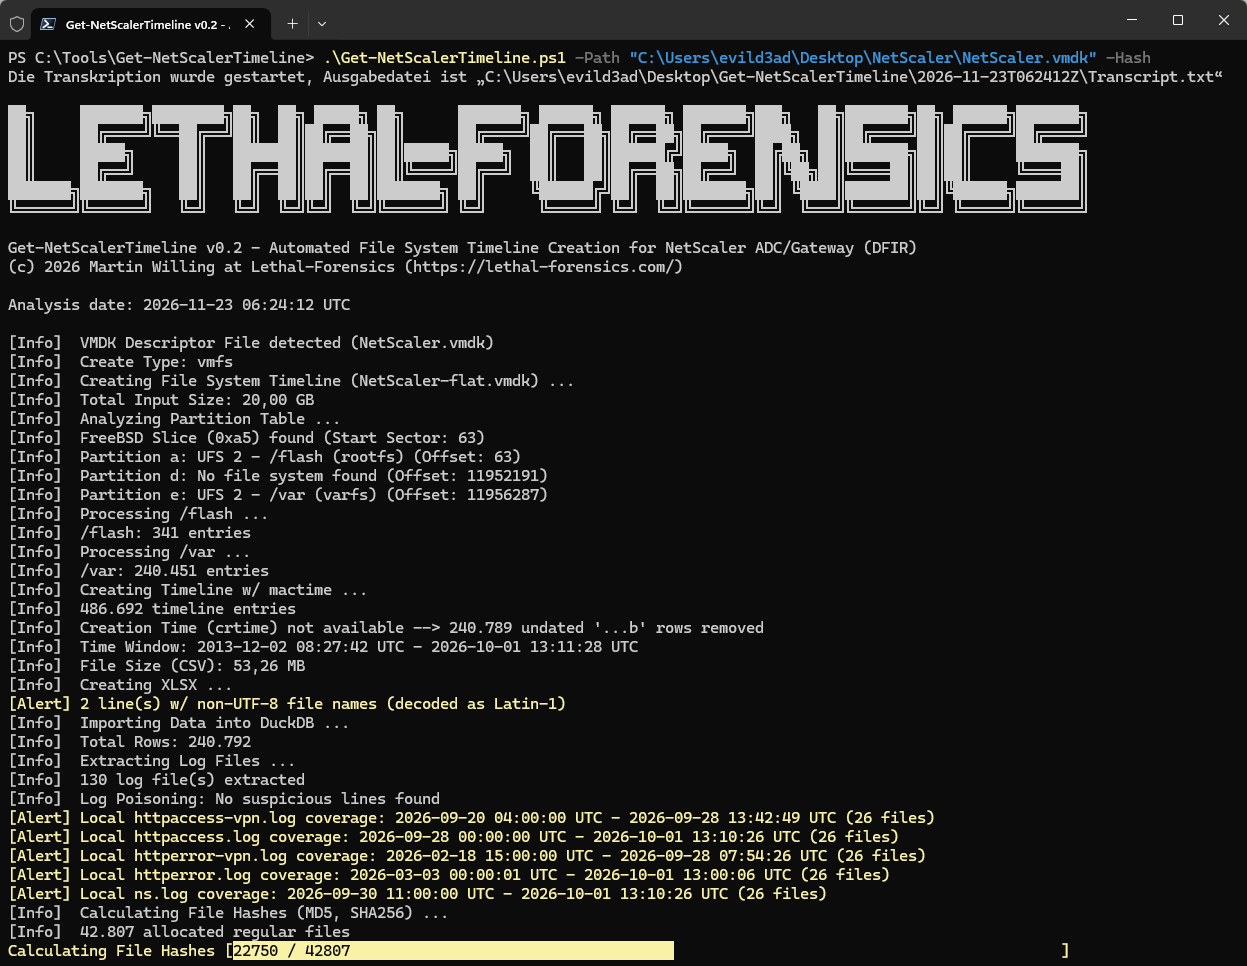 Get-NetScalerTimeline v0.2 - .
PS C:\Tools\Get-NetScalerTimeline> .\Get-NetScalerTimeline.ps1 -Path "C:\Users\evild3ad\Desktop\NetScaler\NetScaler.vmdk" -Hash
Die Transkription wurde gestartet, Ausgabedatei ist „C:\Users\evild3ad\Desktop\Get-NetScalerTimeline\2026-11-23T062412Z\Transcript.txt“
LETHAL-FORENSICS
Get-NetScalerTimeline v0.2 - Automated File System Timeline Creation for NetScaler ADC/Gateway (DFIR)
(c) 2026 Martin Willing at Lethal-Forensics (https://lethal-forensics.com/)
Analysis date: 2026-11-23 06:24:12 UTC
[Info]  VMDK Descriptor File detected (NetScaler.vmdk)
[Info]  Create Type: vmfs
[Info]  Creating File System Timeline (NetScaler-flat.vmdk) ...
[Info]  Total Input Size: 20,00 GB
[Info]  Analyzing Partition Table ...
[Info]  FreeBSD Slice (0xa5) found (Start Sector: 63)
[Info]  Partition a: UFS 2 - /flash (rootfs) (Offset: 63)
[Info]  Partition d: No file system found (Offset: 11952191)
[Info]  Partition e: UFS 2 - /var (varfs) (Offset: 11956287)
[Info]  Processing /flash ...
[Info]  /flash: 341 entries
[Info]  Processing /var ...
[Info]  /var: 240.451 entries
[Info]  Creating Timeline w/ mactime ...
[Info]  486.692 timeline entries
[Info]  Creation Time (crtime) not available --> 240.789 undated '...b' rows removed
[Info]  Time Window: 2013-12-02 08:27:42 UTC - 2026-10-01 13:11:28 UTC
[Info]  File Size (CSV): 53,26 MB
[Info]  Creating XLSX ...
[Alert] 2 line(s) w/ non-UTF-8 file names (decoded as Latin-1)
[Info]  Importing Data into DuckDB ...
[Info]  Total Rows: 240.792
[Info]  Extracting Log Files ...
[Info]  130 log file(s) extracted
[Info]  Log Poisoning: No suspicious lines found
[Alert] Local httpaccess-vpn.log coverage: 2026-09-20 04:00:00 UTC - 2026-09-28 13:42:49 UTC (26 files)
[Alert] Local httpaccess.log coverage: 2026-09-28 00:00:00 UTC - 2026-10-01 13:10:26 UTC (26 files)
[Alert] Local httperror-vpn.log coverage: 2026-02-18 15:00:00 UTC - 2026-09-28 07:54:26 UTC (26 files)
[Alert] Local httperror.log coverage: 2026-03-03 00:00:01 UTC - 2026-10-01 13:00:06 UTC (26 files)
[Alert] Local ns.log coverage: 2026-09-30 11:00:00 UTC - 2026-10-01 13:10:26 UTC (26 files)
[Info]  Calculating File Hashes (MD5, SHA256) ...
[Info]  42.807 allocated regular files
Calculating File Hashes [22750 / 42807 ]